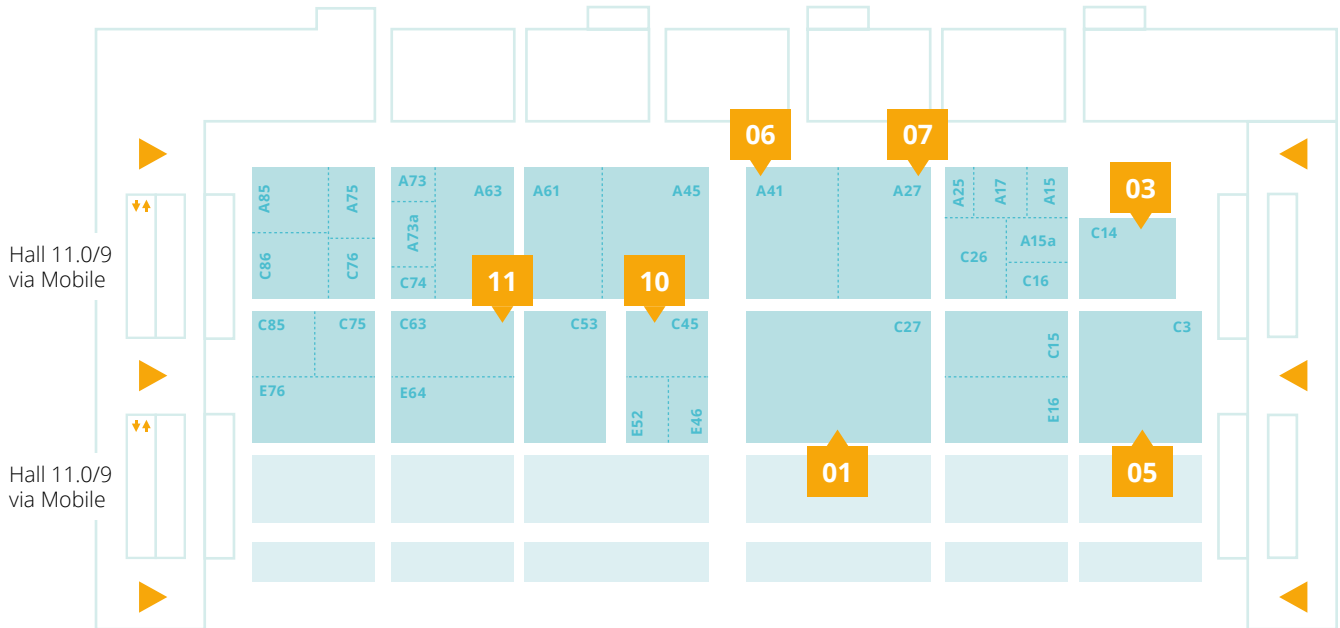 06
07
03
A85
A75
A73
A63
A61
A45
A41
A27
A25
A17
A15
A73a
C14
A15a
Hall 11.0/9
via Mobile
C86
C76
C74
C26
C16
11
10
C85
C75
C63
C53
C45
C27
C15
C3
E76
E64
E52
E46
E16
Hall 11.0/9
via Mobile
01
05